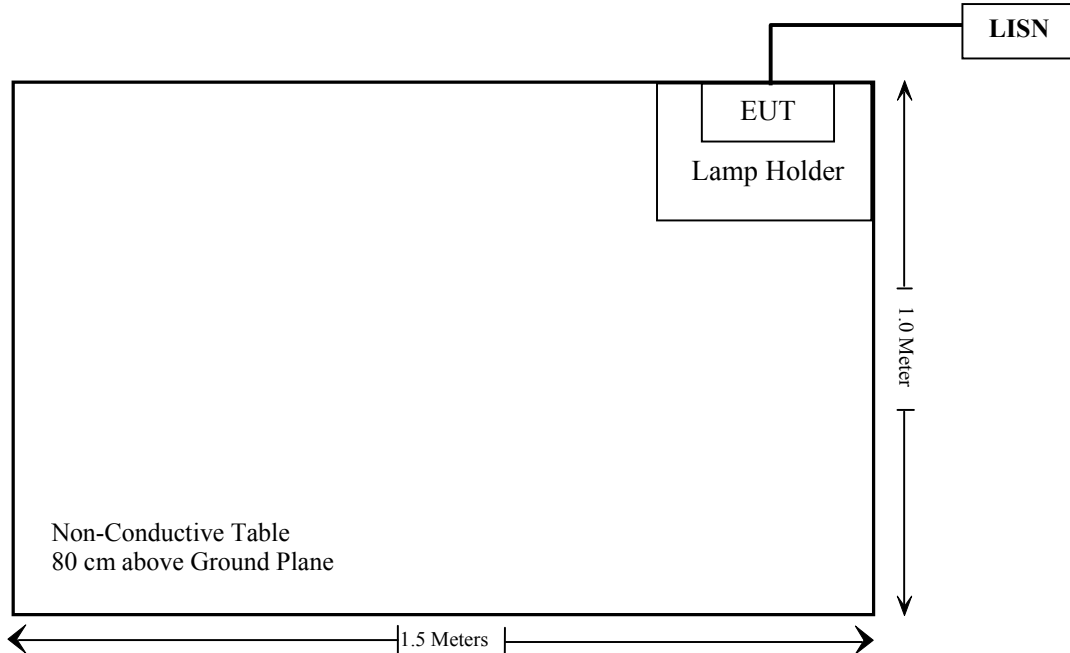 LISN
EUT
Lamp Holder
1.0 Meter
Non-Conductive Table
80 cm above Ground Plane
1.5 Meters